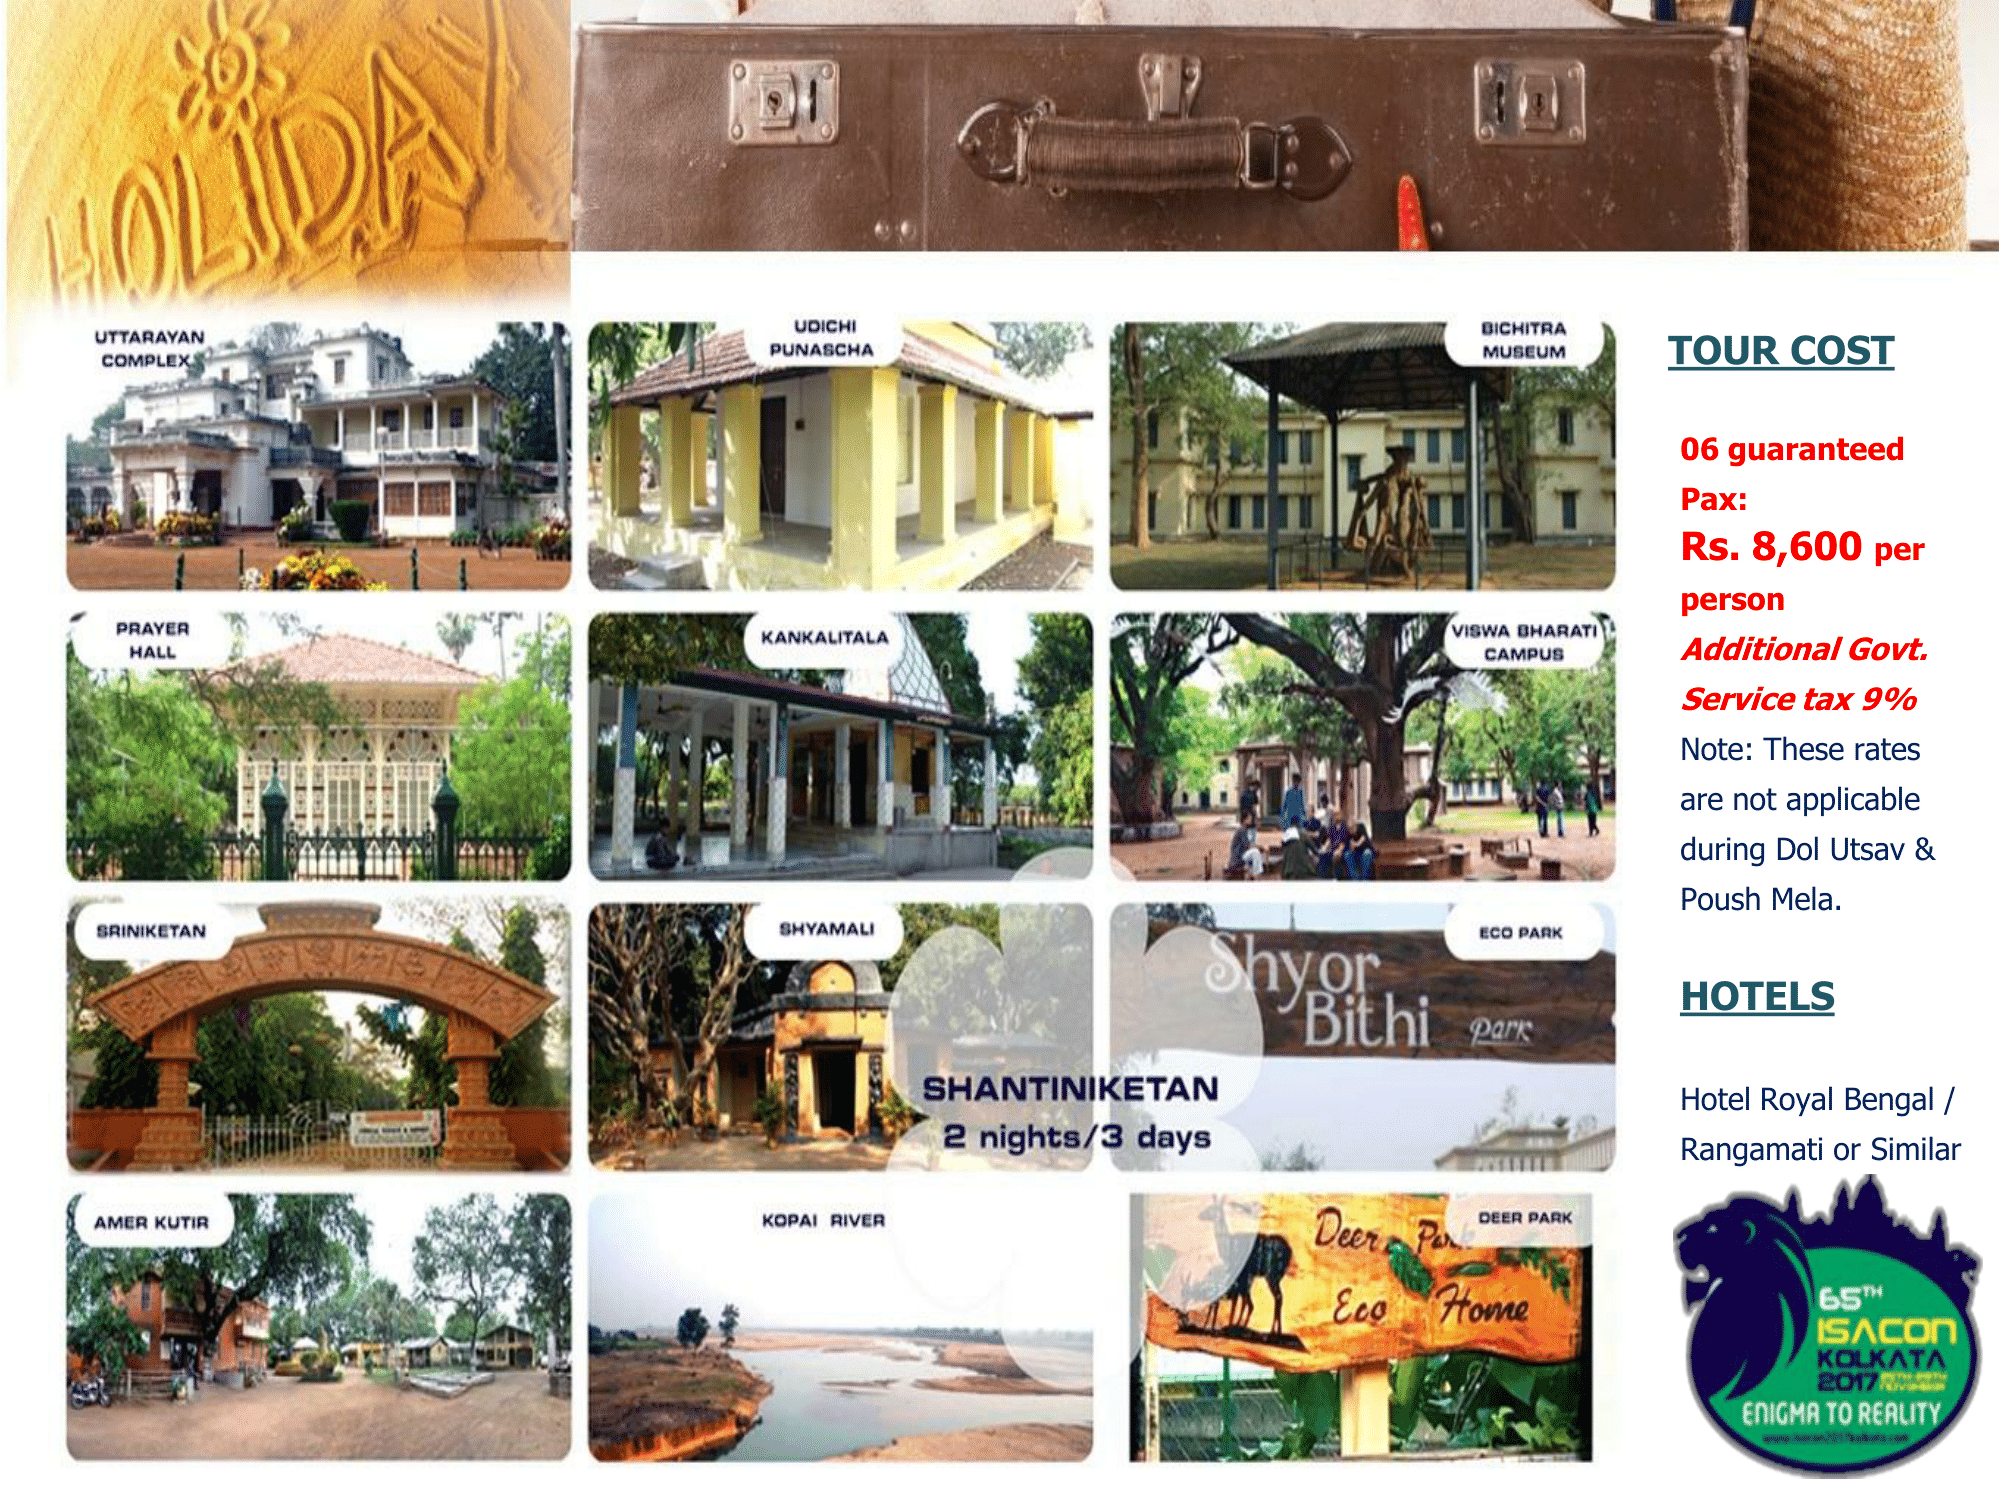 HOLIDAY
UTTARAYAN
COMPLEX
UDICHI
PUNASCHA
BICHITRA
MUSEUM
PRAYER
HALL
KANKALITALA
VISWA BHARATI
CAMPUS
SRINIKETAN
SHYAMALI
ECO PARK
Shyor
Bithi park
SHANTINIKETAN
2 nights/3 days
AMER KUTIR
KOPAI RIVER
DEER PARK
Deer Park
Eco Home
TOUR COST
06 guaranteed
Pax:
Rs. 8,600 per
person
Additional Govt.
Service tax 9%
Note: These rates
are not applicable
during Dol Utsav &
Poush Mela.
HOTELS
Hotel Royal Bengal /
Rangamati or Similar
65TH
ISACON
KOLKATA
2017
NOVEMBER
ENIGMA TO REALITY